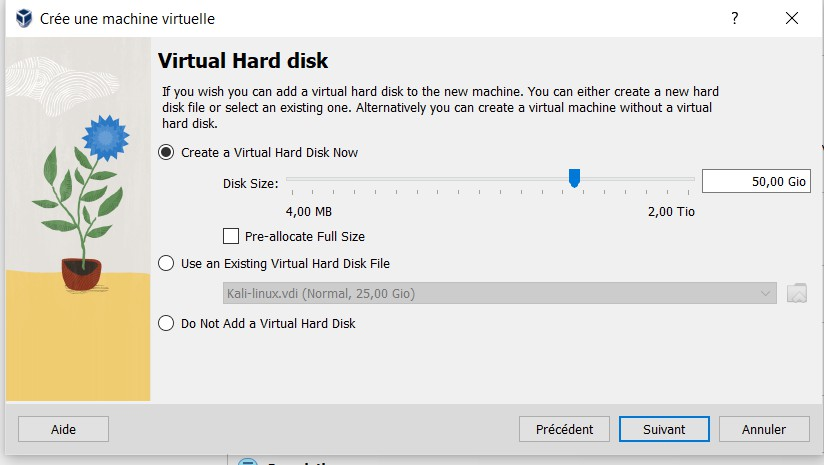 Crée une machine virtuelle
Virtual Hard disk
If you wish you can add a virtual hard disk to the new machine. You can either create a new hard
disk file or select an existing one. Alternatively you can create a virtual machine without a virtual
hard disk.
Create a Virtual Hard Disk Now
Disk Size:
50,00 Gio
4,00 MB
2,00 Tio
Pre-allocate Full Size
Use an Existing Virtual Hard Disk File
Kali-linux.vdi (Normal, 25,00 Gio)
Do Not Add a Virtual Hard Disk
Aide
Précédent
Suivant
Annuler